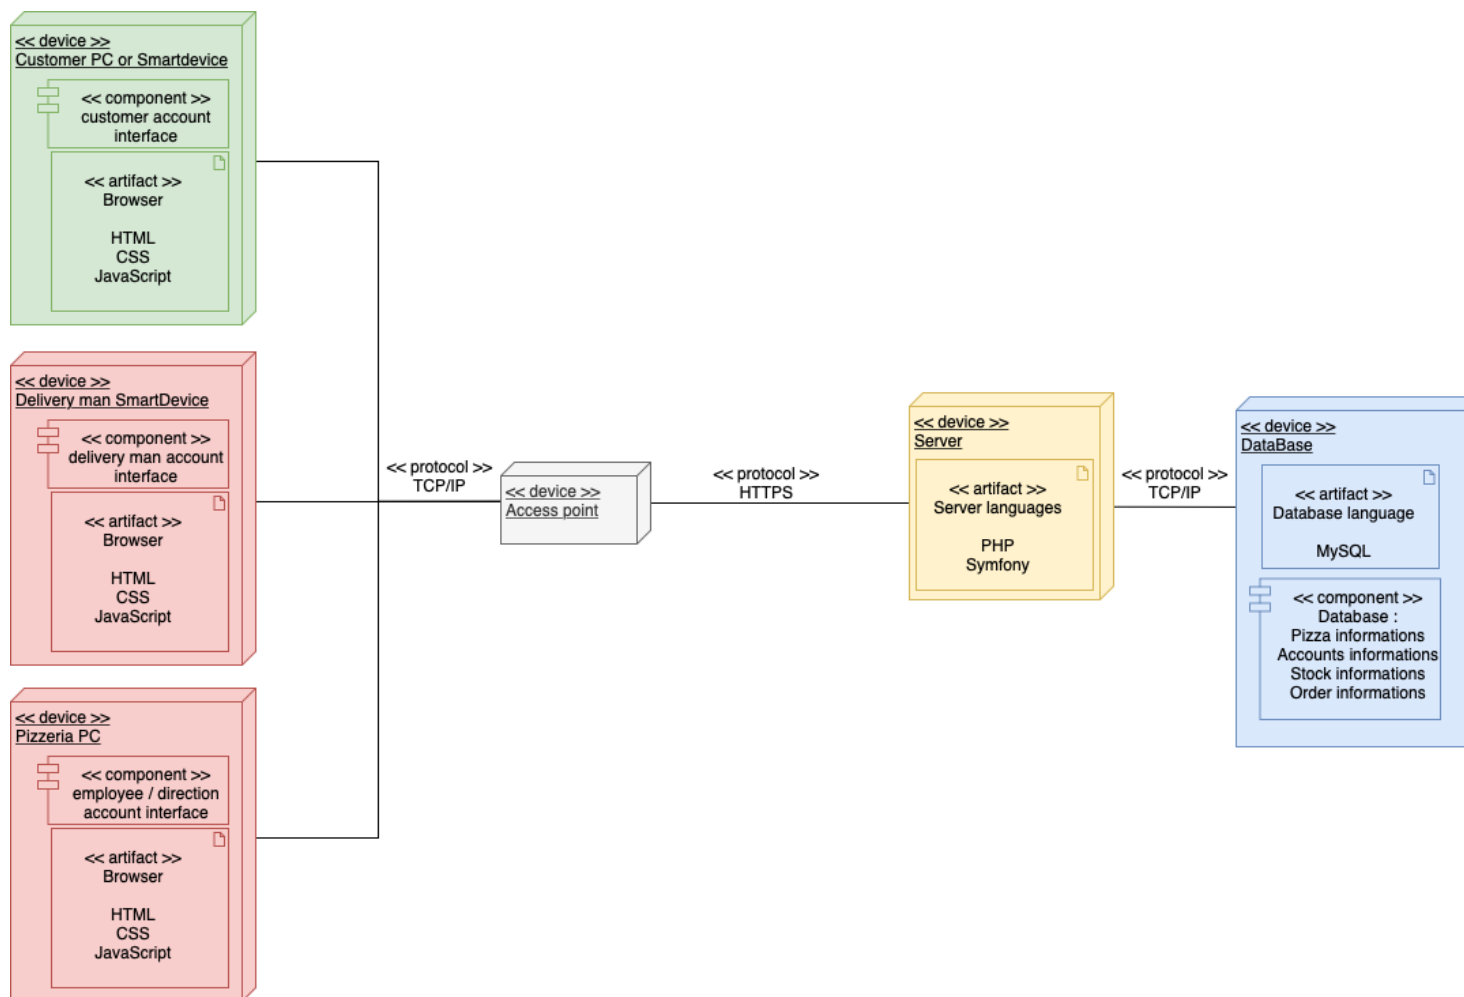 << device >>
Customer PC or Smartdevice
<< component >>
customer account
interface
<< artifact >>
Browser
HTML
CSS
JavaScript
<< device >>
Delivery man SmartDevice
<< component >>
delivery man account
interface
<< artifact >>
Browser
HTML
CSS
JavaScript
<< device >>
Pizzeria PC
<< component >>
employee / direction
account interface
<< artifact >>
Browser
HTML
CSS
JavaScript
<< protocol >>
TCP/IP
<< device >>
Access point
<< protocol >>
HTTPS
<< device >>
Server
<< artifact >>
Server languages
PHP
Symfony
<< protocol >>
TCP/IP
<< device >>
DataBase
<< artifact >>
Database language
MySQL
<< component >>
Database :
Pizza informations
Accounts informations
Stock informations
Order informations